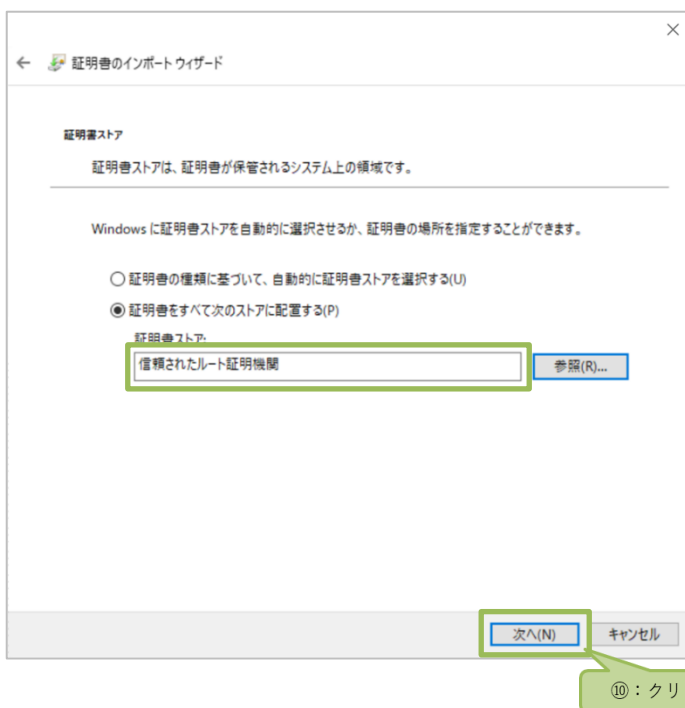 証明書のインポート ウィザード
証明書ストア
証明書ストアは、証明書が保管されるシステム上の領域です。
Windows に証明書ストアを自動的に選択させるか、証明書の場所を指定することができます。
証明書の種類に基づいて、自動的に証明書ストアを選択する(U)
証明書をすべて次のストアに配置する(P)
証明書ストア:
信頼されたルート証明機関
参照(R)...
次へ(N)
キャンセル
⑩：クリ